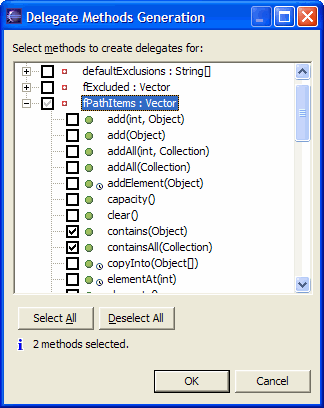 Delegate Methods Generation
Select methods to create delegates for:
defaultExclusions : String[]
fExcluded : Vector
fPathItems : Vector
add(int, Object)
add(Object)
addAll(int, Collection)
addAll(Collection)
addElement(Object)
capacity()
clear()
contains(Object)
containsAll(Collection)
copyInto(Object[])
elementAt(int)
Select All
Deselect All
2 methods selected.
OK
Cancel